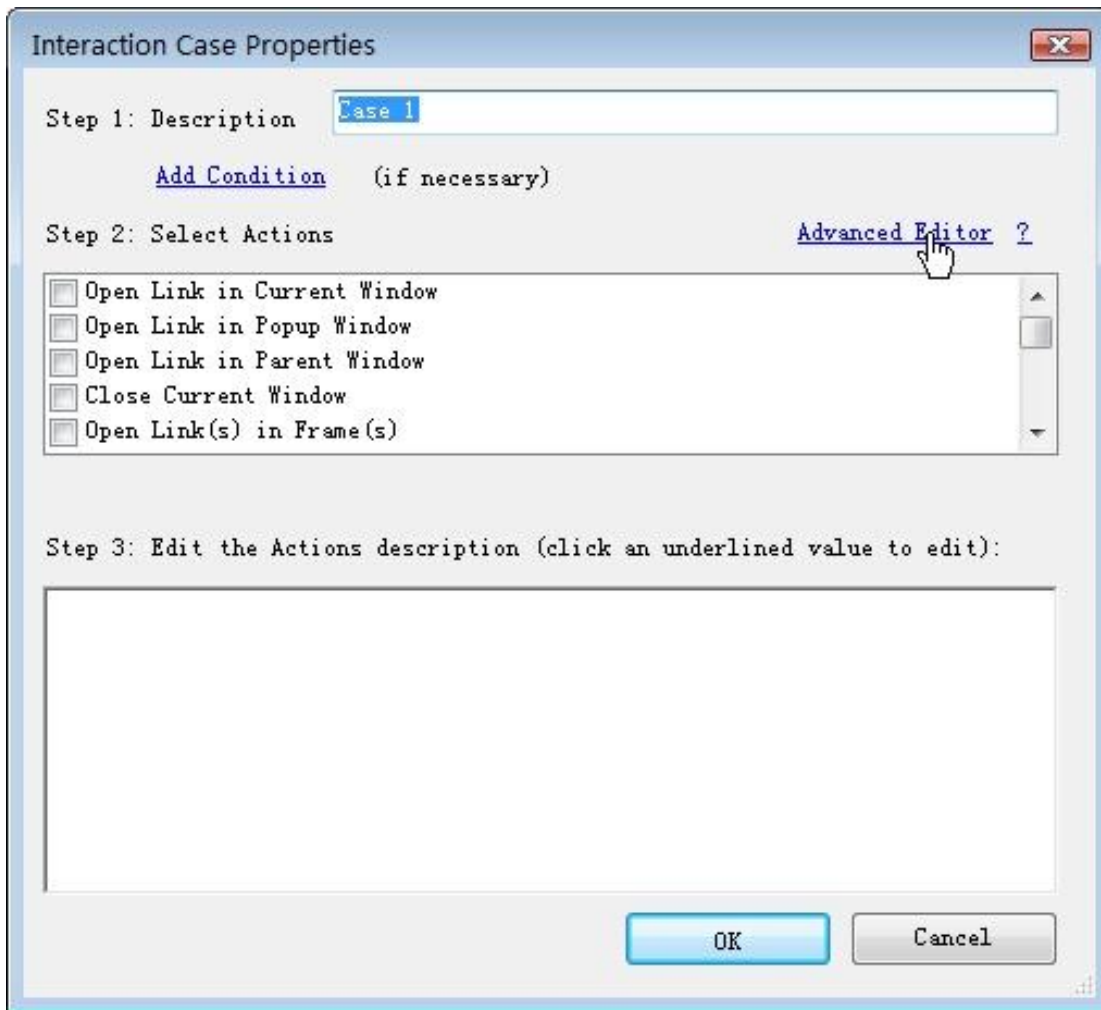 Interaction Case Properties
Step 1: Description Case 1
Add Condition (if necessary)
Step 2: Select Actions Advanced Editor ?
Open Link in Current Window
Open Link in Popup Window
Open Link in Parent Window
Close Current Window
Open Link(s) in Frame(s)
Step 3: Edit the Actions description (click an underlined value to edit):
OK Cancel